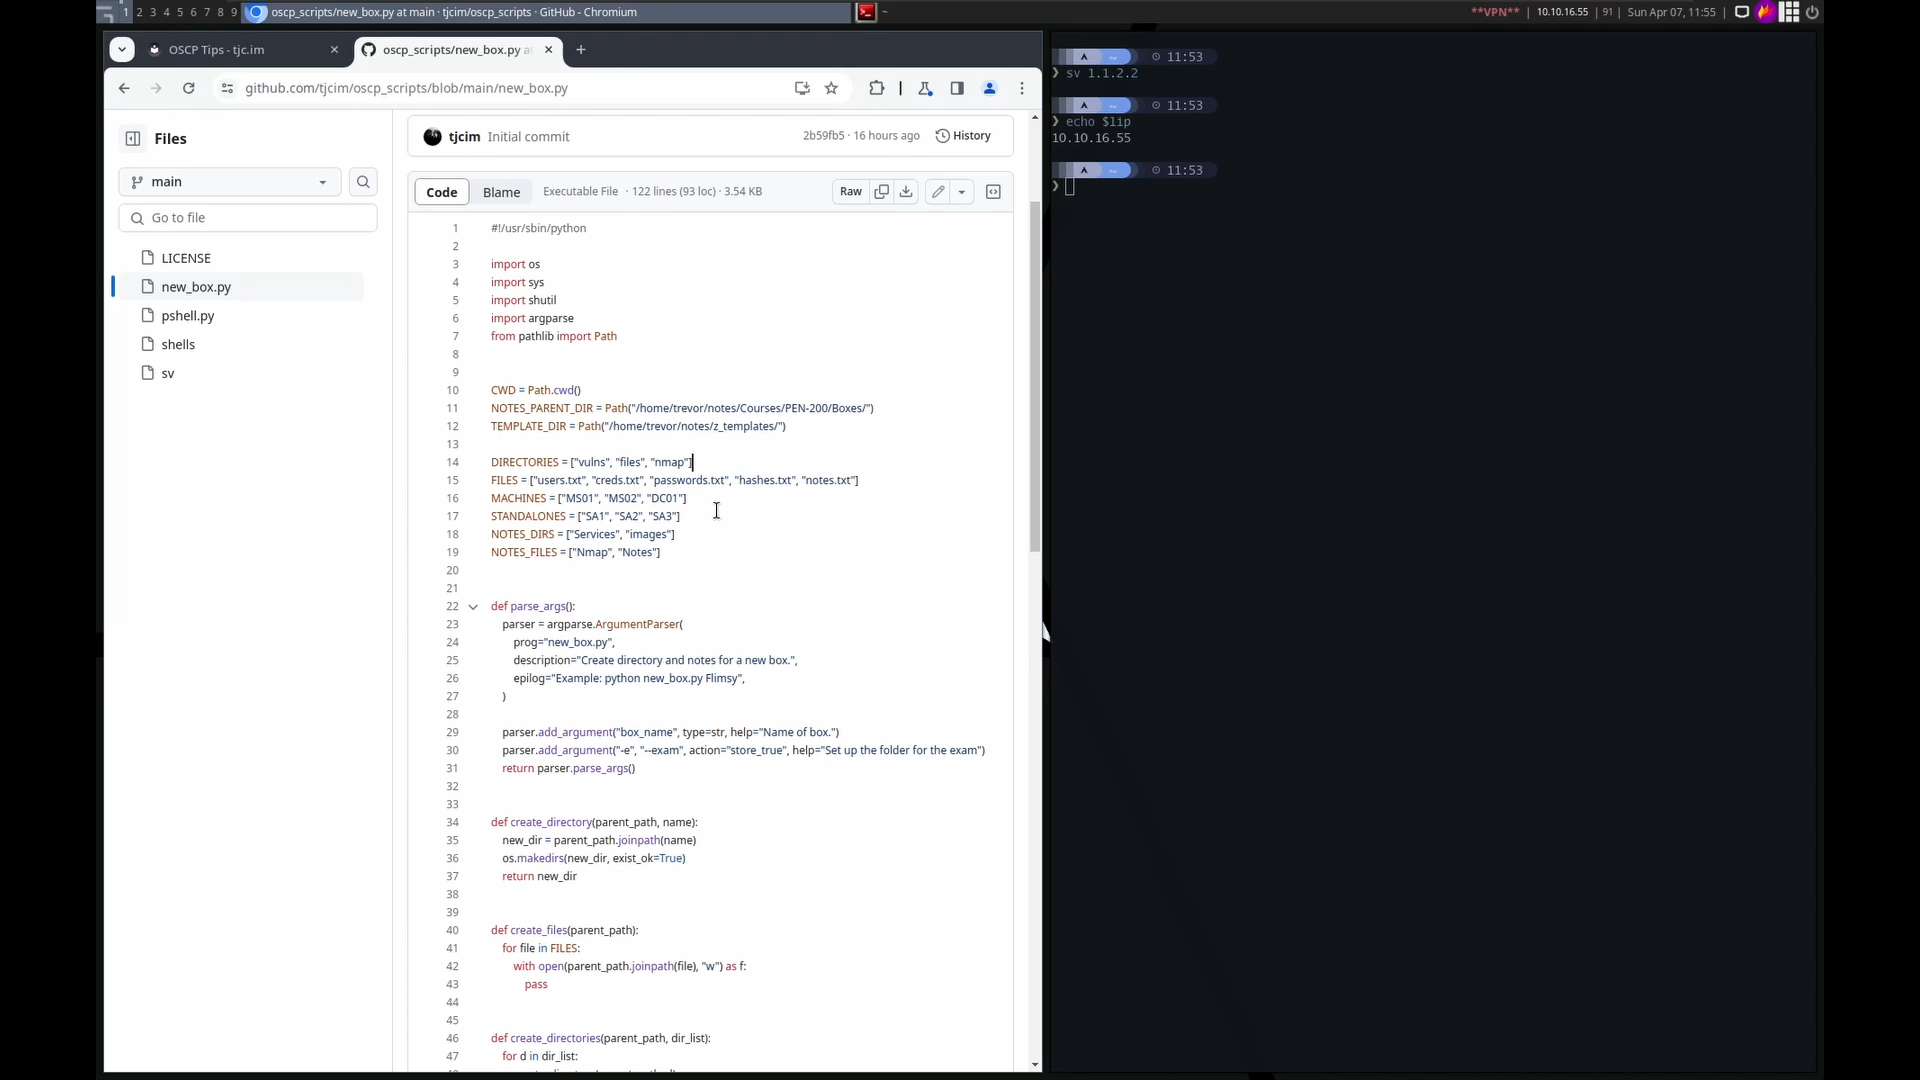 1 2 3 4 5 6 7 8 9 oscp_scripts/new_box.py at main · tjcim/oscp_scripts · GitHub - Chromium ~ **VPN** | 10.10.16.55 | 91 | Sun Apr 07, 11:55 |
OSCP Tips - tjc.im
oscp_scripts/new_box.py a
github.com/tjcim/oscp_scripts/blob/main/new_box.py
Files
main
Go to file
LICENSE
new_box.py
pshell.py
shells
sv
tjcim Initial commit 2b59fb5 · 16 hours ago History
Code Blame Executable File · 122 lines (93 loc) · 3.54 KB Raw
1 #!/usr/sbin/python
2
3 import os
4 import sys
5 import shutil
6 import argparse
7 from pathlib import Path
8
9
10 CWD = Path.cwd()
11 NOTES_PARENT_DIR = Path("/home/trevor/notes/Courses/PEN-200/Boxes/")
12 TEMPLATE_DIR = Path("/home/trevor/notes/z_templates/")
13
14 DIRECTORIES = ["vulns", "files", "nmap"]
15 FILES = ["users.txt", "creds.txt", "passwords.txt", "hashes.txt", "notes.txt"]
16 MACHINES = ["MS01", "MS02", "DC01"]
17 STANDALONES = ["SA1", "SA2", "SA3"]
18 NOTES_DIRS = ["Services", "images"]
19 NOTES_FILES = ["Nmap", "Notes"]
20
21
22 def parse_args():
23 parser = argparse.ArgumentParser(
24 prog="new_box.py",
25 description="Create directory and notes for a new box.",
26 epilog="Example: python new_box.py Flimsy",
27 )
28
29 parser.add_argument("box_name", type=str, help="Name of box.")
30 parser.add_argument("-e", "--exam", action="store_true", help="Set up the folder for the exam")
31 return parser.parse_args()
32
33
34 def create_directory(parent_path, name):
35 new_dir = parent_path.joinpath(name)
36 os.makedirs(new_dir, exist_ok=True)
37 return new_dir
38
39
40 def create_files(parent_path):
41 for file in FILES:
42 with open(parent_path.joinpath(file), "w") as f:
43 pass
44
45
46 def create_directories(parent_path, dir_list):
47 for d in dir_list:
~ 11:53
❯ sv 1.1.2.2
~ 11:53
❯ echo $lip
10.10.16.55
~ 11:53
❯